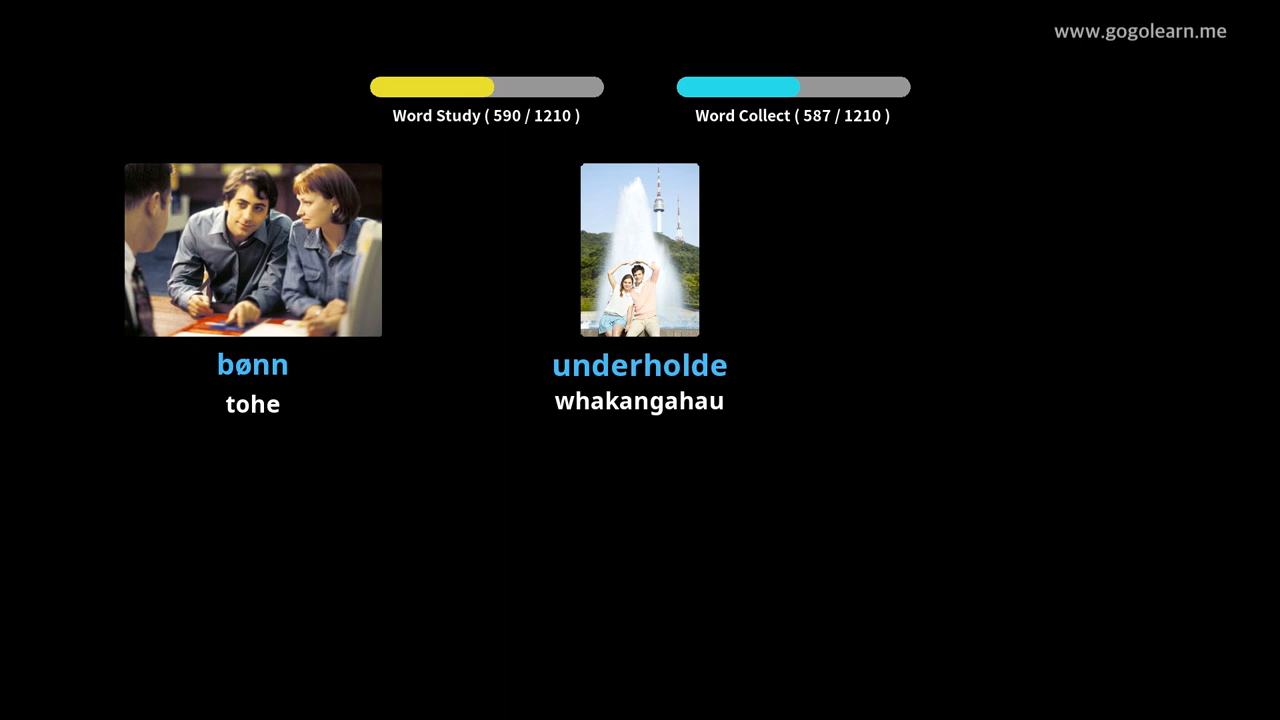 www.gogolearn.me
Word Study ( 590 / 1210 )
Word Collect ( 587 / 1210 )
bønn
tohe
underholde
whakangahau